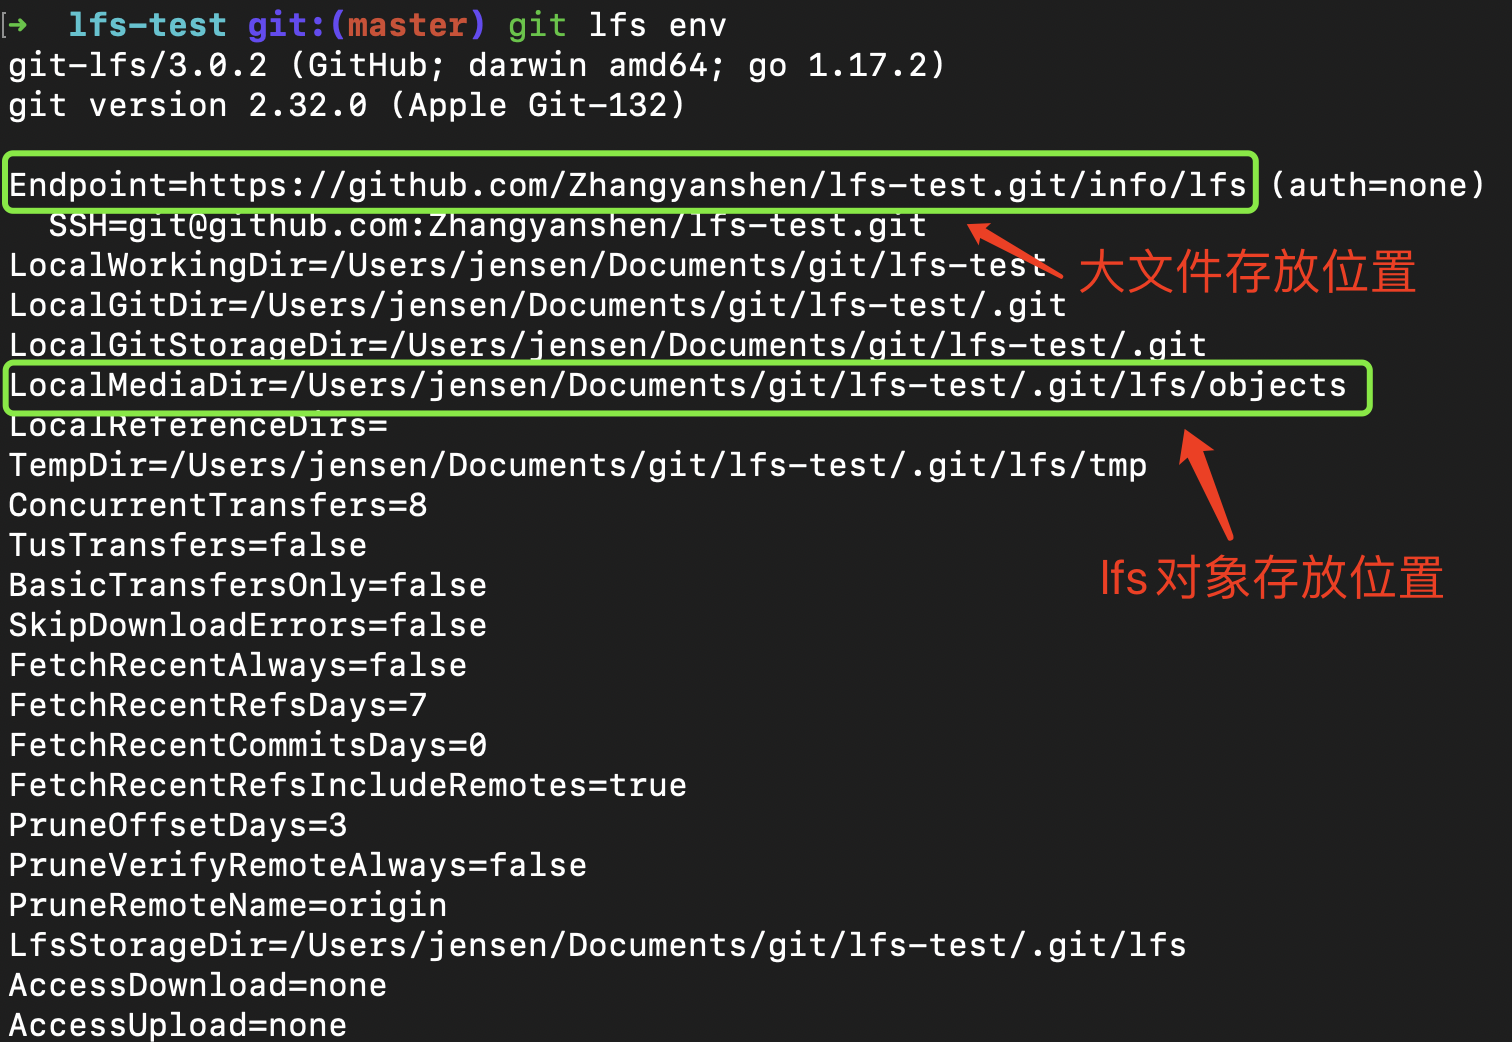 ➜ lfs-test git:(master) git lfs env
git-lfs/3.0.2 (GitHub; darwin amd64; go 1.17.2)
git version 2.32.0 (Apple Git-132)
Endpoint=https://github.com/Zhangyanshen/lfs-test.git/info/lfs (auth=none)
SSH=git@github.com:Zhangyanshen/lfs-test.git
大文件存放位置
LocalWorkingDir=/Users/jensen/Documents/git/lfs-test
LocalGitDir=/Users/jensen/Documents/git/lfs-test/.git
LocalGitStorageDir=/Users/jensen/Documents/git/lfs-test/.git
LocalMediaDir=/Users/jensen/Documents/git/lfs-test/.git/lfs/objects
LocalReferenceDirs=
TempDir=/Users/jensen/Documents/git/lfs-test/.git/lfs/tmp
ConcurrentTransfers=8
TusTransfers=false
lfs对象存放位置
BasicTransfersOnly=false
SkipDownloadErrors=false
FetchRecentAlways=false
FetchRecentRefsDays=7
FetchRecentCommitsDays=0
FetchRecentRefsIncludeRemotes=true
PruneOffsetDays=3
PruneVerifyRemoteAlways=false
PruneRemoteName=origin
LfsStorageDir=/Users/jensen/Documents/git/lfs-test/.git/lfs
AccessDownload=none
AccessUpload=none